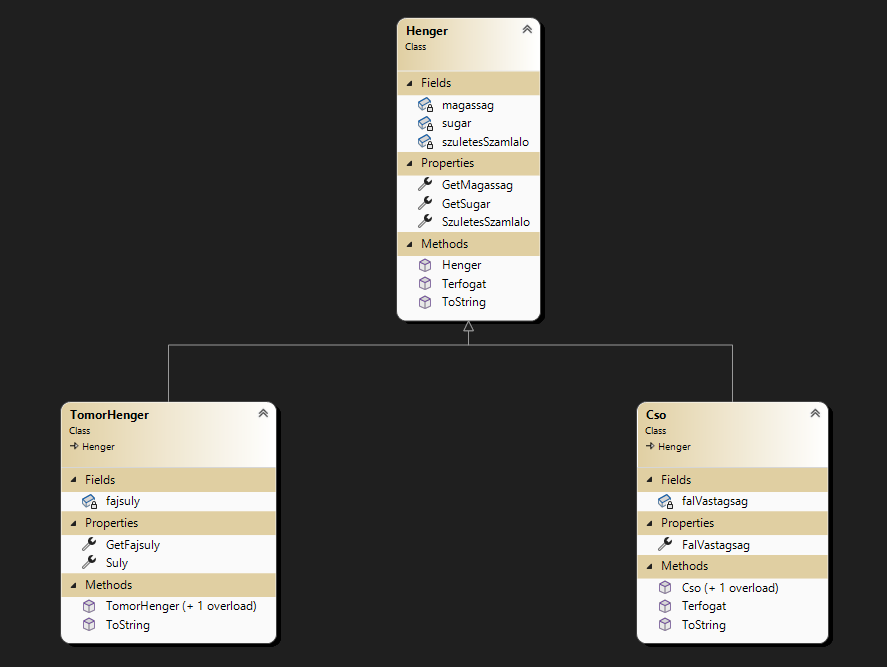 Henger
Class
Fields
magassag
sugar
szuletesSzamlalo
Properties
GetMagassag
GetSugar
SzuletesSzamlalo
Methods
Henger
Terfogat
ToString
TomorHenger
Class
Henger
Fields
fajsuly
Properties
GetFajsuly
Suly
Methods
TomorHenger (+ 1 overload)
ToString
Cso
Class
Henger
Fields
falVastagsag
Properties
FalVastagsag
Methods
Cso (+ 1 overload)
Terfogat
ToString